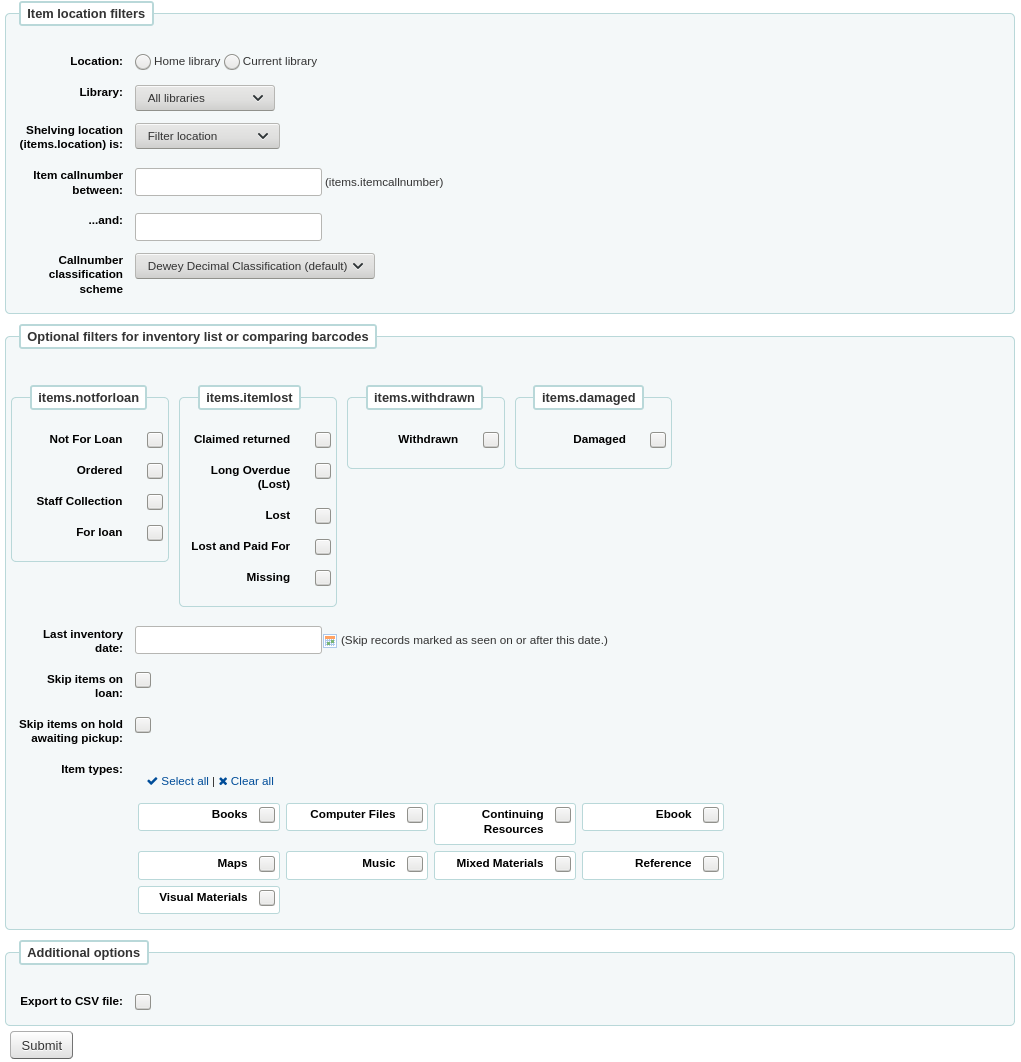 Item location filters
Location: Home library Current library
Library: All libraries
Shelving location
(items.location) is: Filter location
Item callnumber
between: (items.itemcallnumber)
...and:
Callnumber
classification
scheme
Dewey Decimal Classification (default)
Optional filters for inventory list or comparing barcodes
items.notforloan
Not For Loan
Ordered
Staff Collection
For loan
items.itemlost
Claimed returned
Long Overdue
(Lost)
Lost
Lost and Paid For
Missing
items.withdrawn
Withdrawn
items.damaged
Damaged
Last inventory
date: (Skip records marked as seen on or after this date.)
Skip items on
loan:
Skip items on hold
awaiting pickup:
Item types:
Select all | Clear all
Books Computer Files Continuing
Resources Ebook
Maps Music Mixed Materials Reference
Visual Materials
Additional options
Export to CSV file:
Submit